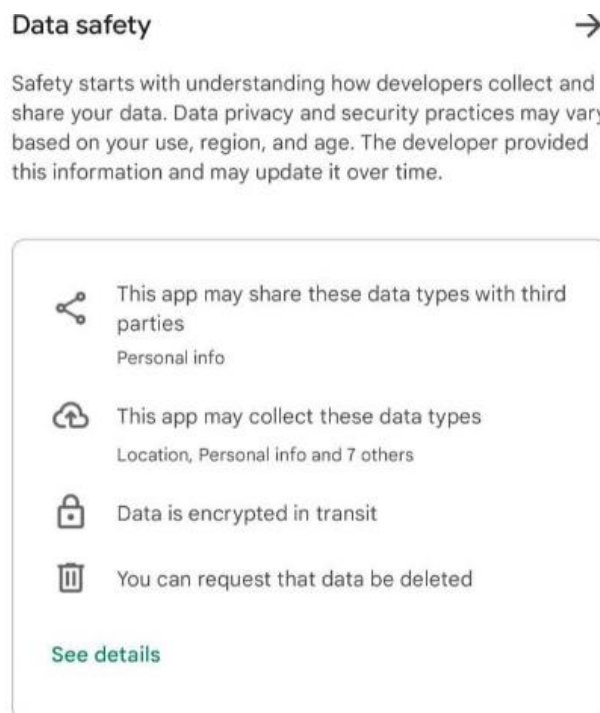 Data safety
Safety starts with understanding how developers collect and
share your data. Data privacy and security practices may vary
based on your use, region, and age. The developer provided
this information and may update it over time.
This app may share these data types with third
parties
Personal info
This app may collect these data types
Location, Personal info and 7 others
Data is encrypted in transit
You can request that data be deleted
See details